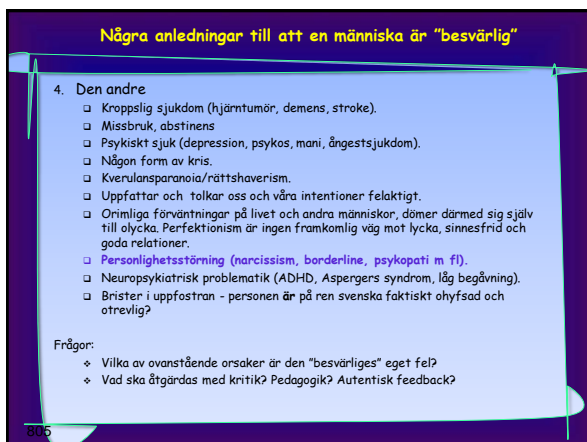 Några anledningar till att en människa är ”besvärlig”
4. Den andre
Kroppslig sjukdom (hjärntumör, demens, stroke).
Missbruk, abstinens
Psykiskt sjuk (depression, psykos, mani, ångestsjukdom).
Någon form av kris.
Kverulansparanoia/rättshaverism.
Uppfattar och tolkar oss och våra intentioner felaktigt.
Orimliga förväntningar på livet och andra människor, dömer därmed sig själv
till olycka. Perfektionism är ingen framkomlig väg mot lycka, sinnesfrid och
goda relationer.
Personlighetsstörning (narcissism, borderline, psykopati m fl).
Neuropsykiatrisk problematik (ADHD, Aspergers syndrom, låg begåvning).
Brister i uppfostran - personen är på ren svenska faktiskt ohyfsad och
otrevlig?
Frågor:
Vilka av ovanstående orsaker är den ”besvärliges” eget fel?
Vad ska åtgärdas med kritik? Pedagogik? Autentisk feedback?
805